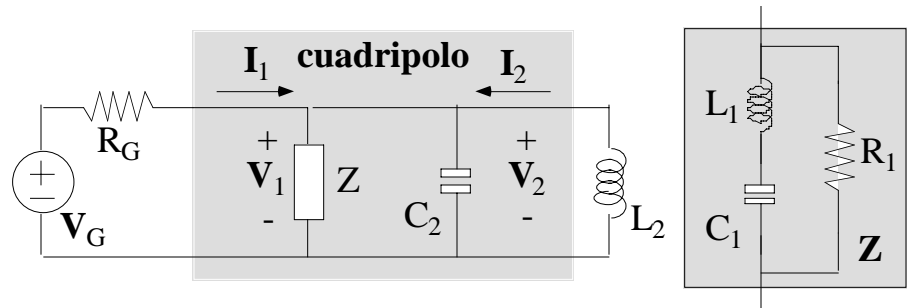 cuadripolo
I1
I2
RG
VG
+
-
+
V1
-
Z
C2
+
V2
-
L2
L1
C1
R1
Z